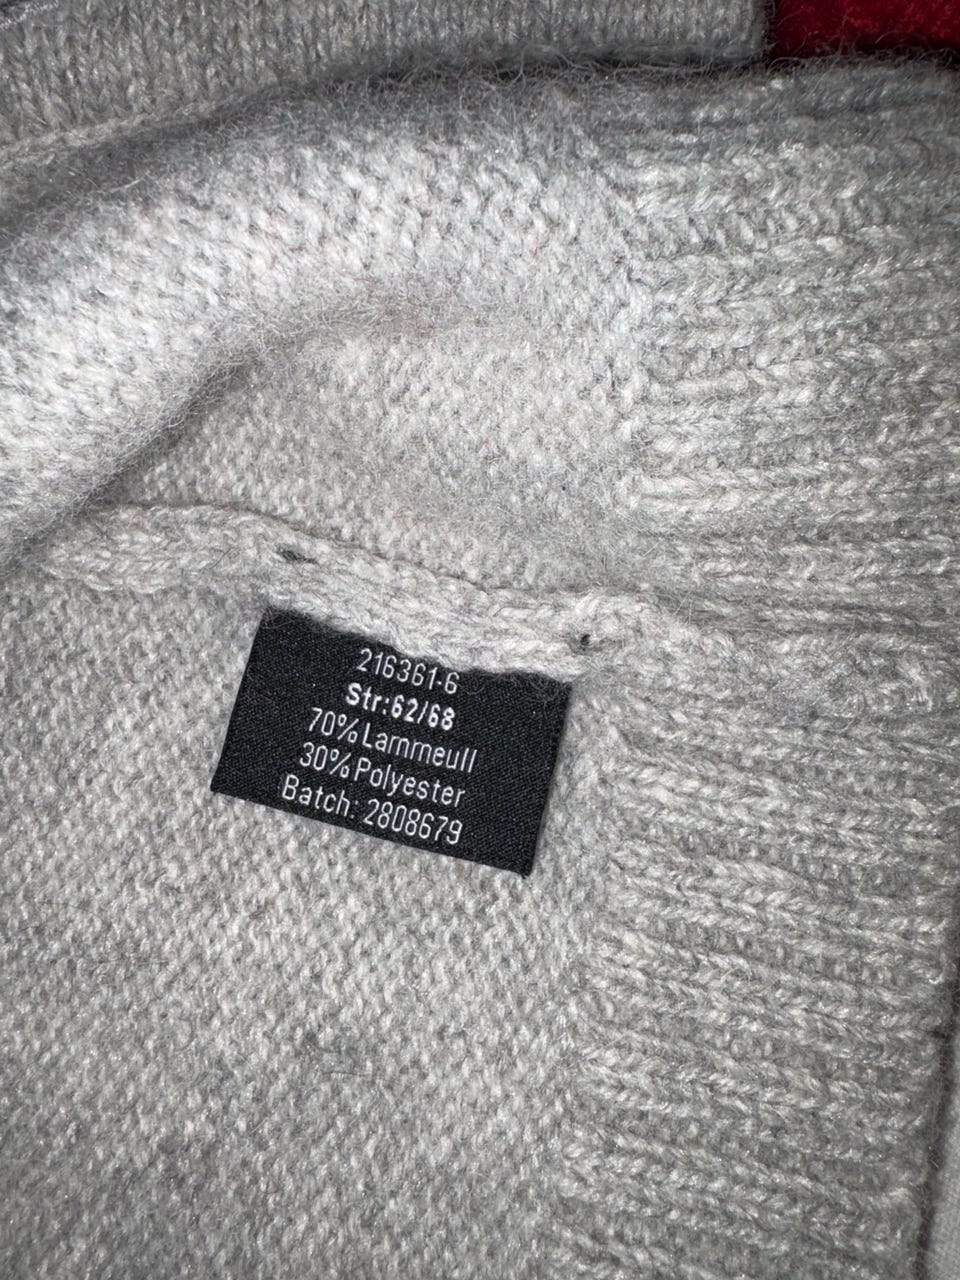 216361-6
Str:62/68
70% Lammeull
30% Polyester
Batch: 2808679